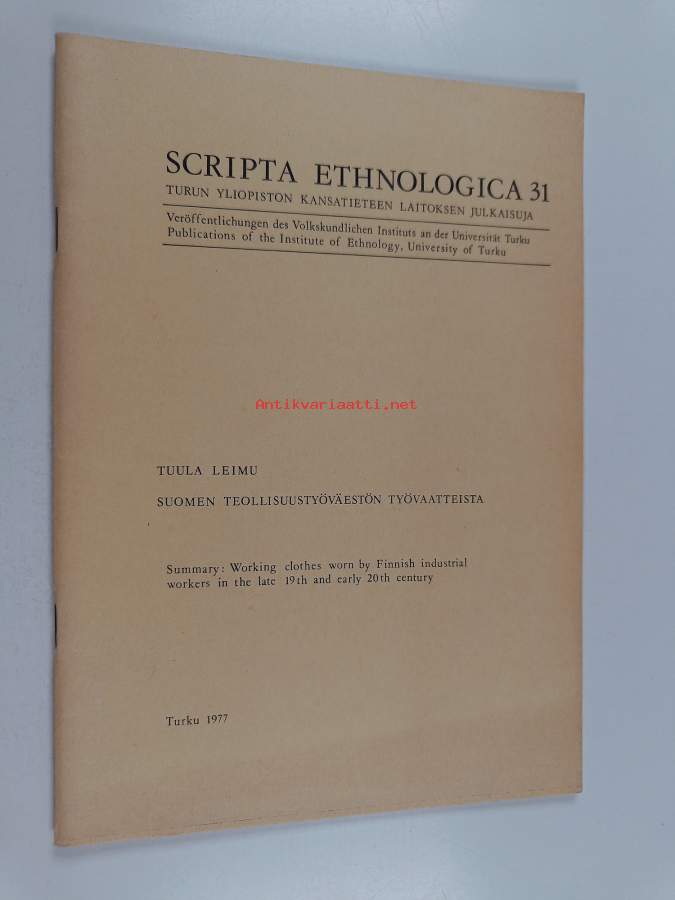 SCRIPTA ETHNOLOGICA 31
TURUN YLIOPISTON KANSATIETEEN LAITOKSEN JULKAISUJA
Veröffentlichungen des Volkskundlichen Instituts an der Universität Turku
Publications of the Institute of Ethnology, University of Turku
Antikvariaatti.net
TUULA LEIMU
SUOMEN TEOLLISUUSTYÖVÄESTÖN TYÖVAATTEISTA
Summary: Working clothes worn by Finnish industrial
workers in the late 19th and early 20th century
Turku 1977